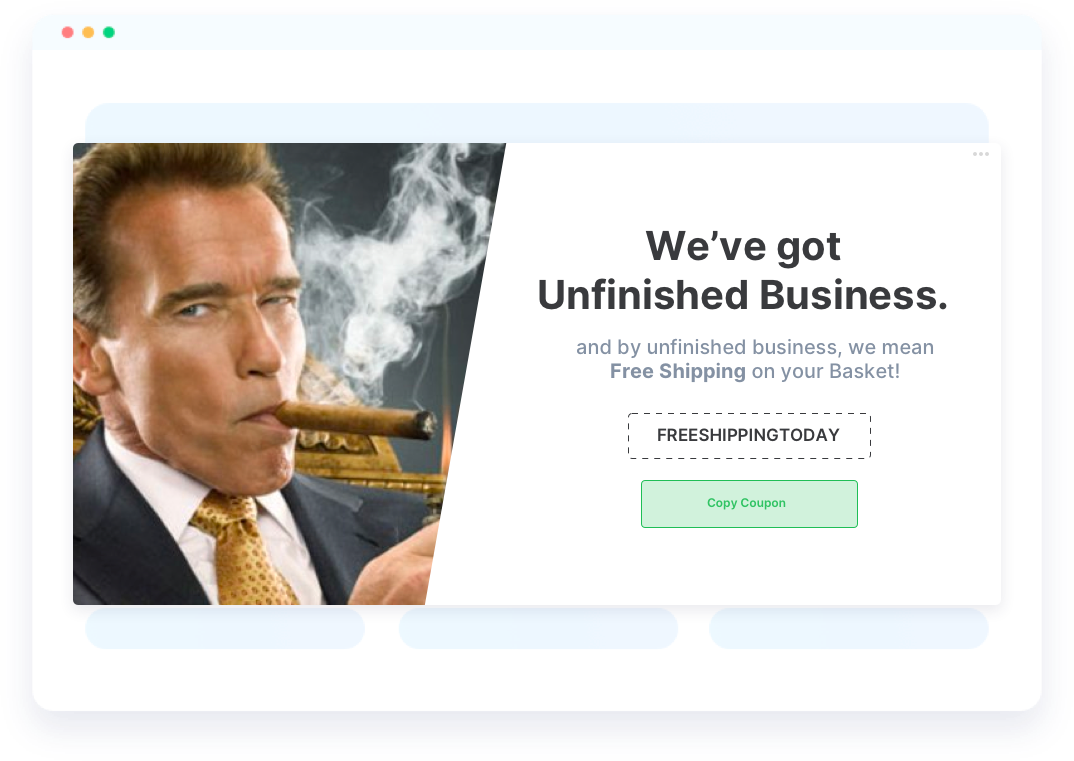 We’ve got
Unfinished Business.
and by unfinished business, we mean
Free Shipping on your Basket!
FREESHIPPINGTODAY
Copy Coupon